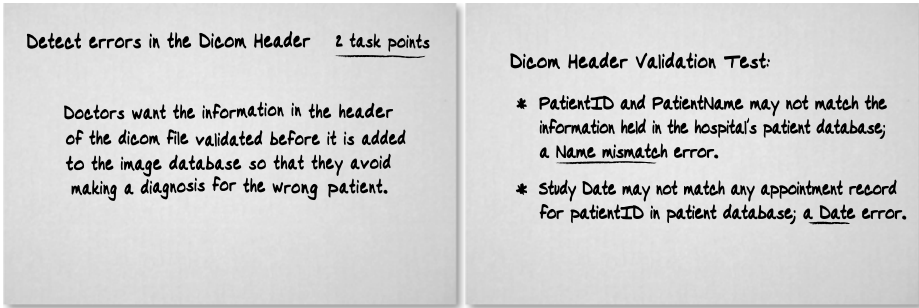 Detect errors in the Dicom Header 2 task points
Doctors want the information in the header
of the dicom file validated before it is added
to the image database so that they avoid
making a diagnosis for the wrong patient.
Dicom Header Validation Test:
* PatientID and PatientName may not match the
information held in the hospital's patient database;
a Name mismatch error.
* Study Date may not match any appointment record
for patientID in patient database; a Date error.